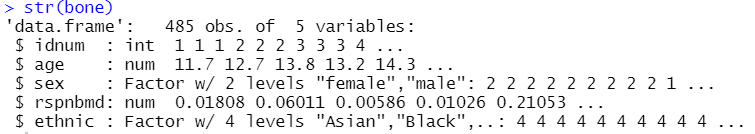 > str(bone)
'data.frame':   485 obs. of  5 variables:
 $ idnum  : int  1 1 1 2 2 2 3 3 3 4 ...
 $ age    : num  11.7 12.7 13.8 13.2 14.3 ...
 $ sex    : Factor w/ 2 levels "female","male": 2 2 2 2 2 2 2 2 2 1 ...
 $ rspnbmd: num  0.01808 0.06011 0.00586 0.01026 0.21053 ...
 $ ethnic : Factor w/ 4 levels "Asian","Black",..: 4 4 4 4 4 4 4 4 4 4 ...